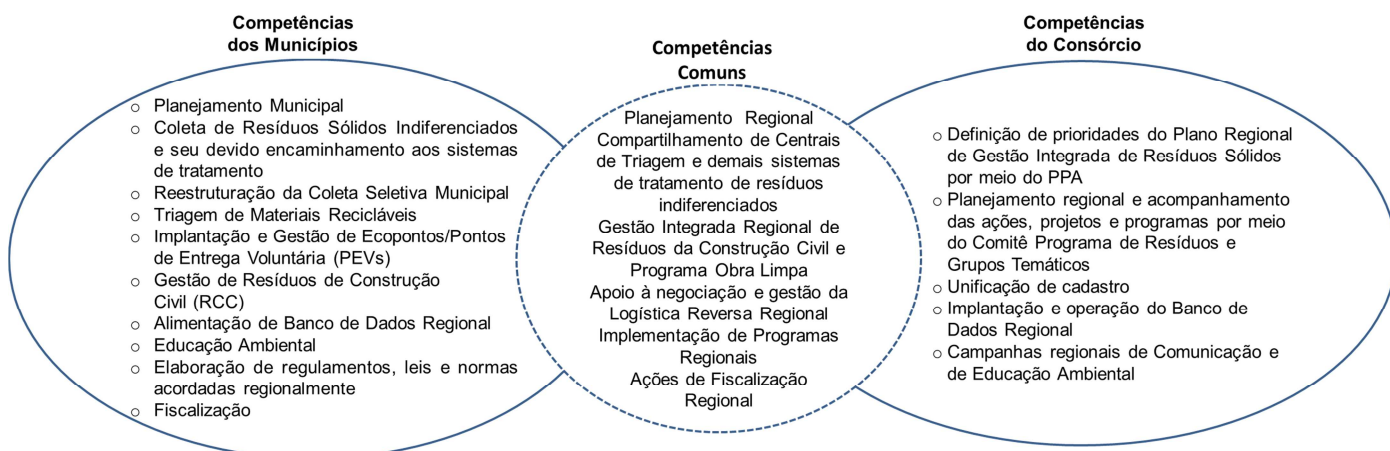 Competências
dos Municípios
○ Planejamento Municipal
○ Coleta de Resíduos Sólidos Indiferenciados
e seu devido encaminhamento aos sistemas
de tratamento
○ Reestruturação da Coleta Seletiva Municipal
○ Triagem de Materiais Recicláveis
○ Implantação e Gestão de Ecopontos/Pontos
de Entrega Voluntária (PEVs)
○ Gestão de Resíduos de Construção
Civil (RCC)
○ Alimentação de Banco de Dados Regional
○ Educação Ambiental
○ Elaboração de regulamentos, leis e normas
acordadas regionalmente
○ Fiscalização
Competências
Comuns
Planejamento Regional
Compartilhamento de Centrais
de Triagem e demais sistemas
de tratamento de resíduos
indiferenciados
Gestão Integrada Regional de
Resíduos da Construção Civil e
Programa Obra Limpa
Apoio à negociação e gestão da
Logística Reversa Regional
Implementação de Programas
Regionais
Ações de Fiscalização
Regional
Competências
do Consórcio
○ Definição de prioridades do Plano Regional
de Gestão Integrada de Resíduos Sólidos
por meio do PPA
○ Planejamento regional e acompanhamento
das ações, projetos e programas por meio
do Comitê Programa de Resíduos e
Grupos Temáticos
○ Unificação de cadastro
○ Implantação e operação do Banco de
Dados Regional
○ Campanhas regionais de Comunicação e
de Educação Ambiental